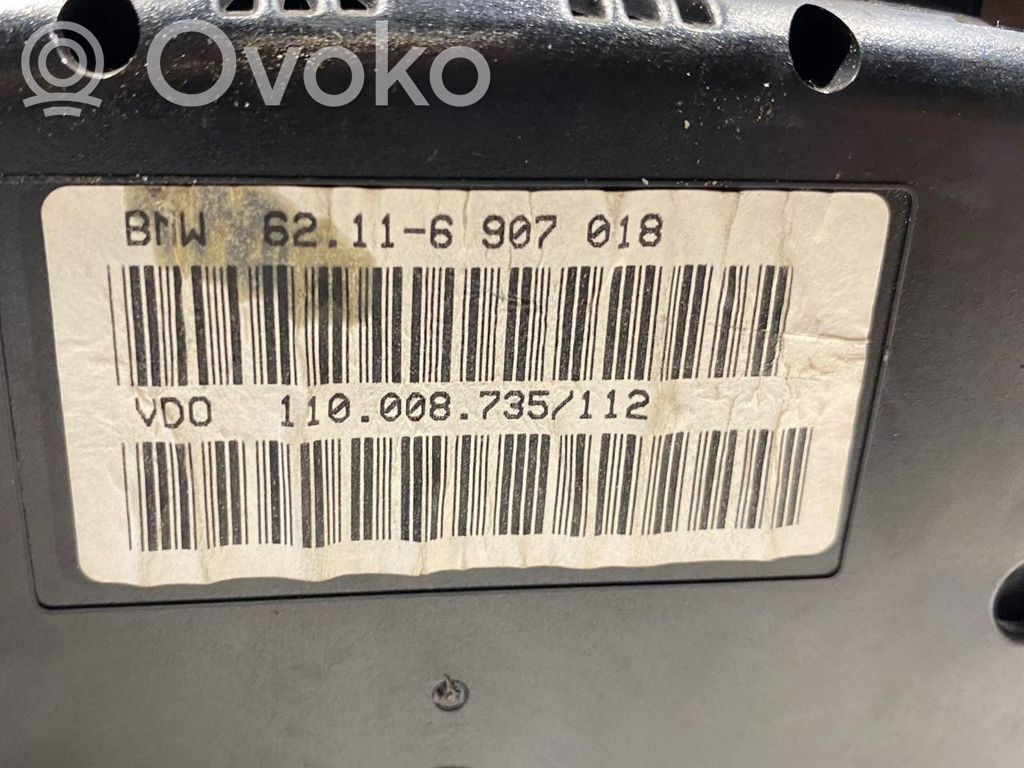 Ovoko
BMW 62.11-6 907 018
VDO 110.008.735/112